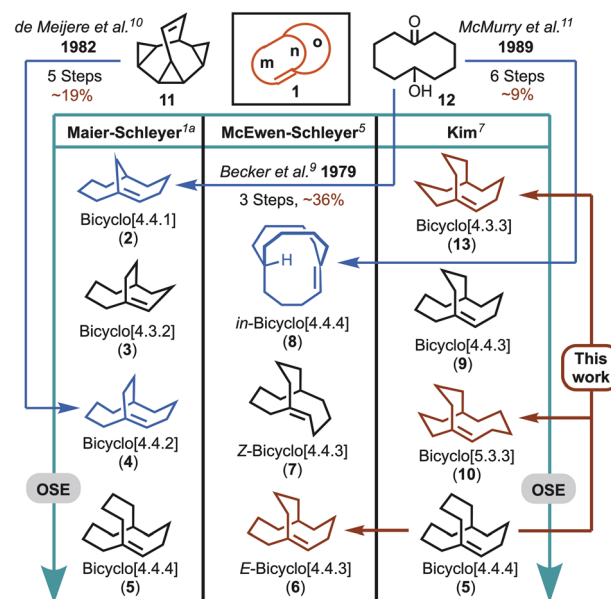 de Meijere et al.10
1982
5 Steps
~19%
11
m
n
o
1
O
OH
12
McMurry et al.11
1989
6 Steps
~9%
Maier-Schleyer1a
McEwen-Schleyer5
Kim7
Becker et al.9 1979
3 Steps, ~36%
Bicyclo[4.4.1]
(2)
Bicyclo[4.3.2]
(3)
Bicyclo[4.4.2]
(4)
OSE
Bicyclo[4.4.4]
(5)
H
in-Bicyclo[4.4.4]
(8)
Z-Bicyclo[4.4.3]
(7)
E-Bicyclo[4.4.3]
(6)
Bicyclo[4.3.3]
(13)
Bicyclo[4.4.3]
(9)
Bicyclo[5.3.3]
(10)
Bicyclo[4.4.4]
(5)
This
work
OSE